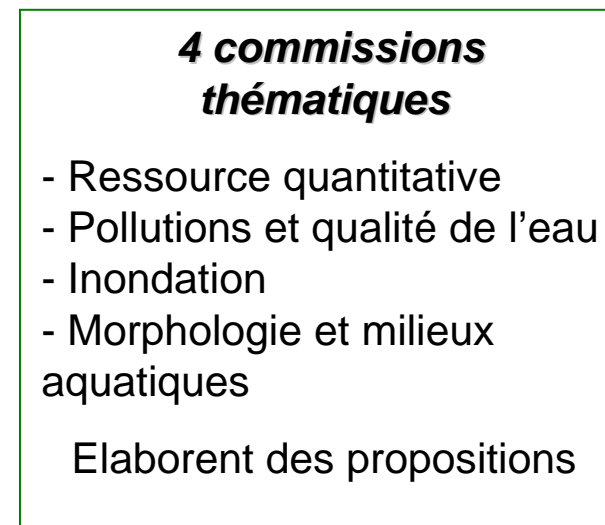 4 commissions
thématiques
- Ressource quantitative
- Pollutions et qualité de l’eau
- Inondation
- Morphologie et milieux
aquatiques
Elaborent des propositions